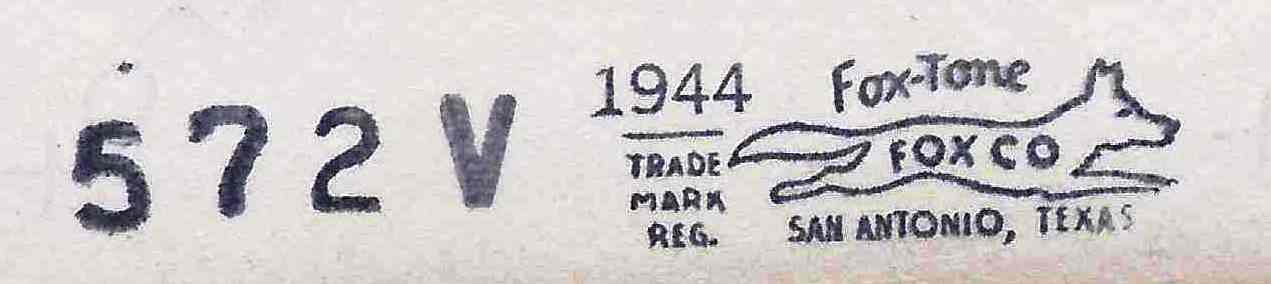 572V
1944
TRADE
MARK
REG.
Fox-Tone
FOX CO
SAN ANTONIO, TEXAS